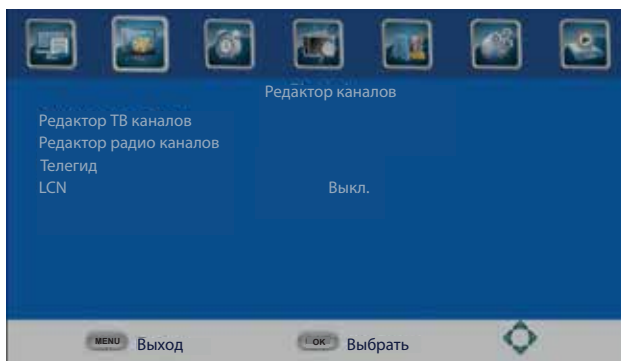 Редактор каналов
Редактор ТВ каналов
Редактор радио каналов
Телегид
LCN Выкл.
MENU Выход OK Выбрать